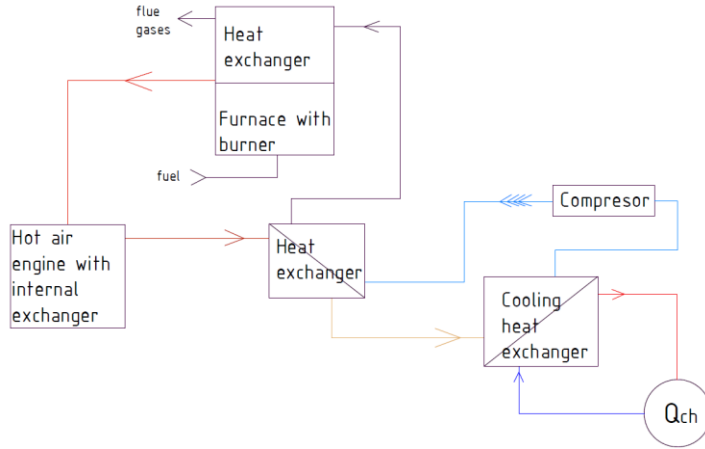 flue
gases
Heat
exchanger
Furnace with
burner
fuel
Compresor
Hot air
engine with
internal
exchanger
Heat
exchanger
Cooling
heat
exchanger
Qch